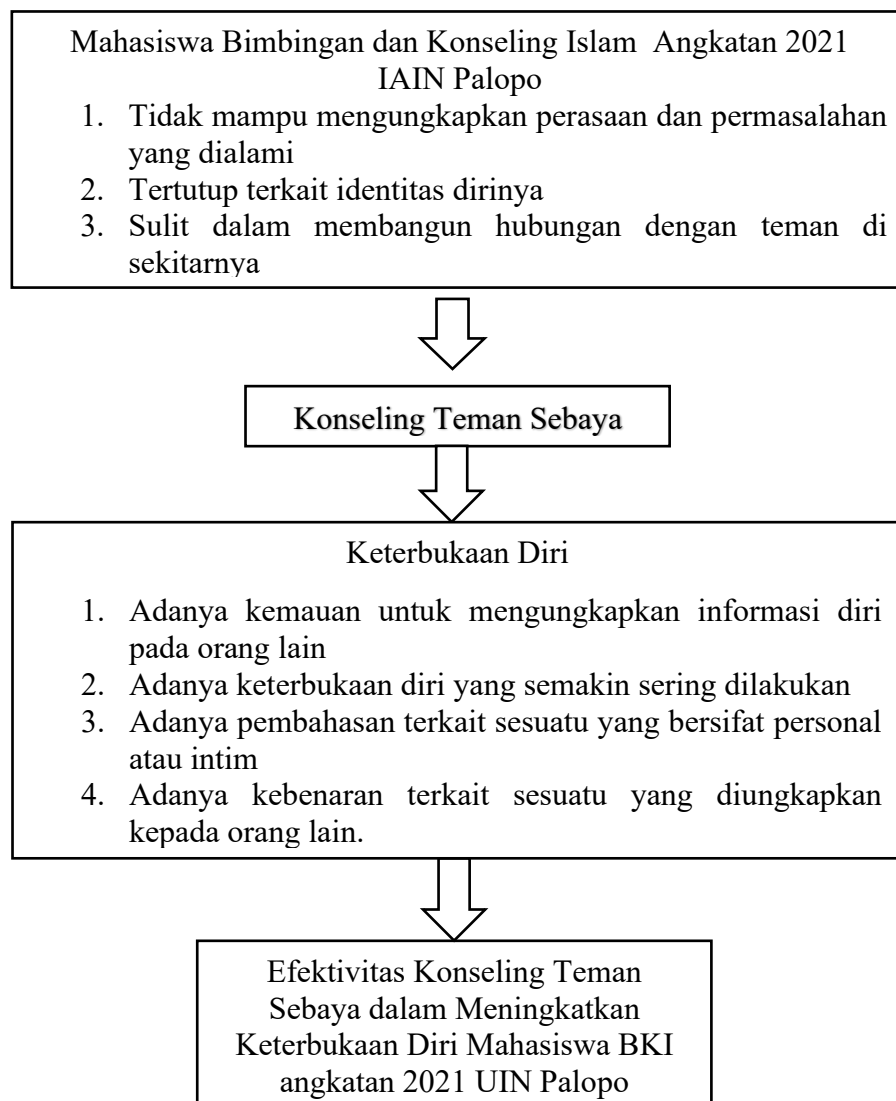 Mahasiswa Bimbingan dan Konseling Islam Angkatan 2021
IAIN Palopo
1. Tidak mampu mengungkapkan perasaan dan permasalahan
yang dialami
2. Tertutup terkait identitas dirinya
3. Sulit dalam membangun hubungan dengan teman di
sekitarnya
Konseling Teman Sebaya
Keterbukaan Diri
1. Adanya kemauan untuk mengungkapkan informasi diri
pada orang lain
2. Adanya keterbukaan diri yang semakin sering dilakukan
3. Adanya pembahasan terkait sesuatu yang bersifat personal
atau intim
4. Adanya kebenaran terkait sesuatu yang diungkapkan
kepada orang lain.
Efektivitas Konseling Teman
Sebaya dalam Meningkatkan
Keterbukaan Diri Mahasiswa BKI
angkatan 2021 UIN Palopo